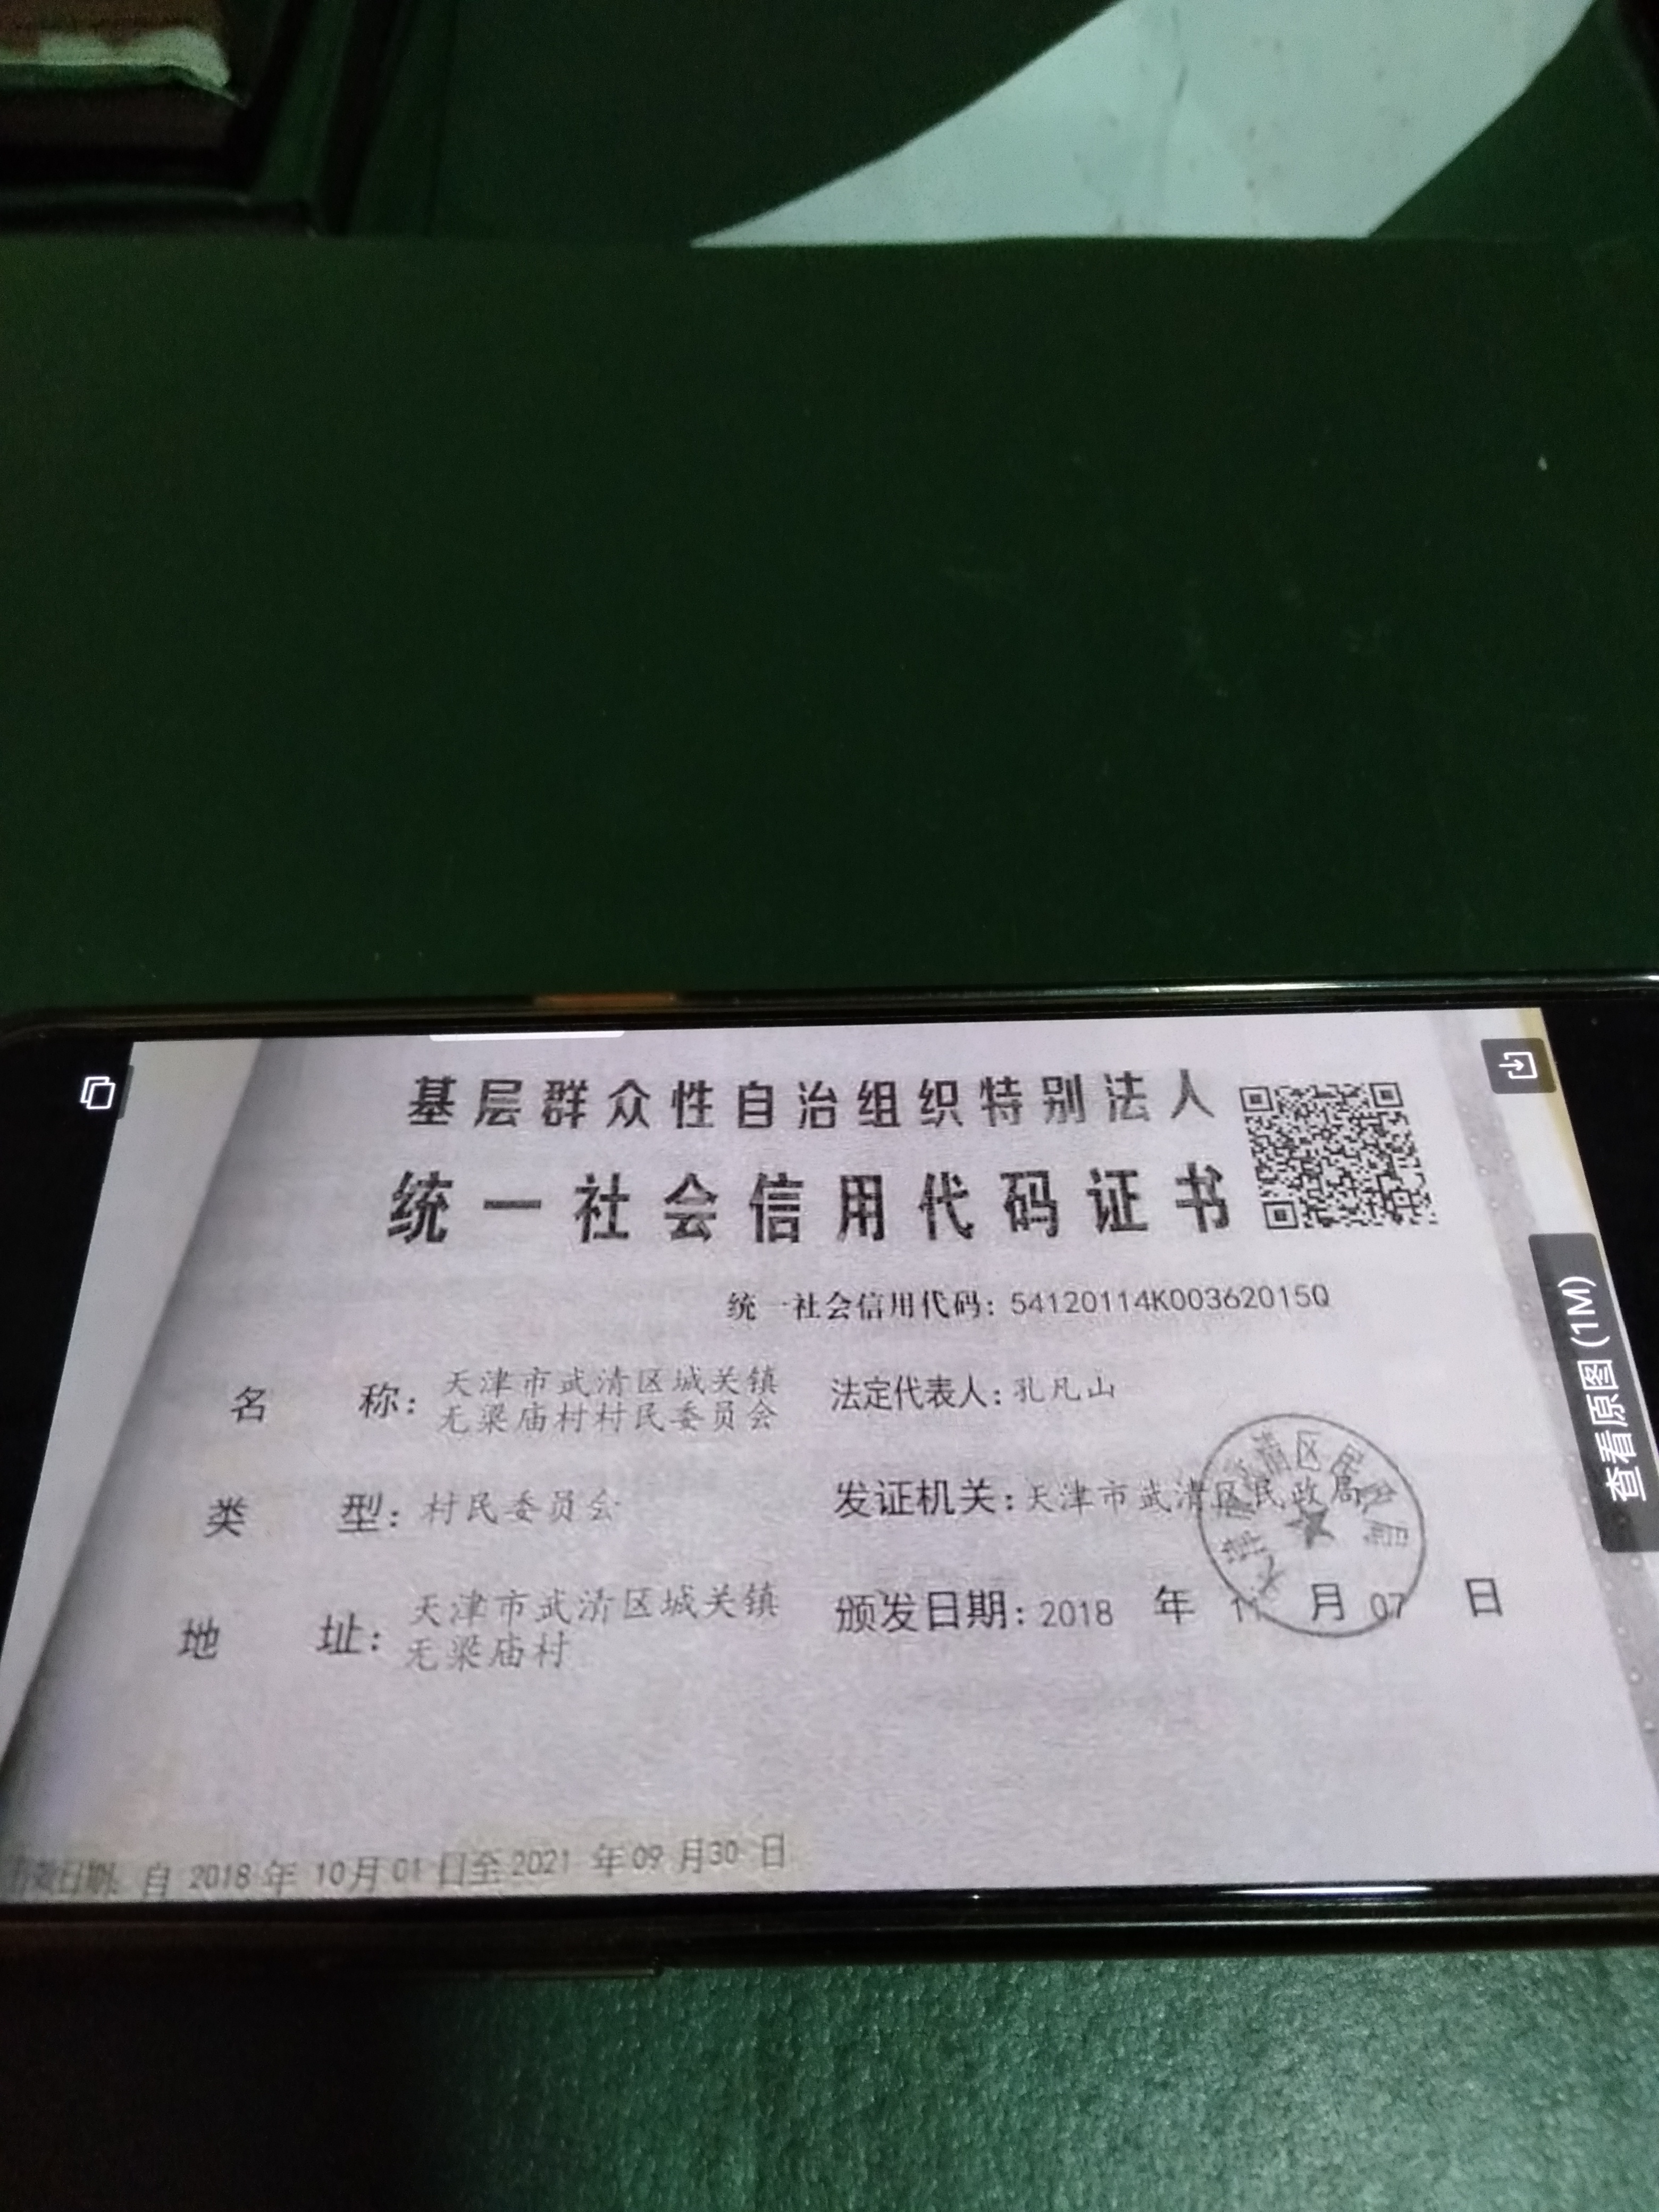 基层群众性自治组织特别法人
统一社会信用代码证书
统一社会信用代码：54120114K00362015Q
名 称：天津市武清区城关镇
无梁庙村村民委员会
法定代表人：孔凡山
类 型：村民委员会
发证机关：天津市武清区民政局
地 址：天津市武清区城关镇
无梁庙村
颁发日期：2018 年 11 月 07 日
有效日期：自 2018 年 10 月 01 日至 2021 年 09 月 30 日
查看原图 (1M)